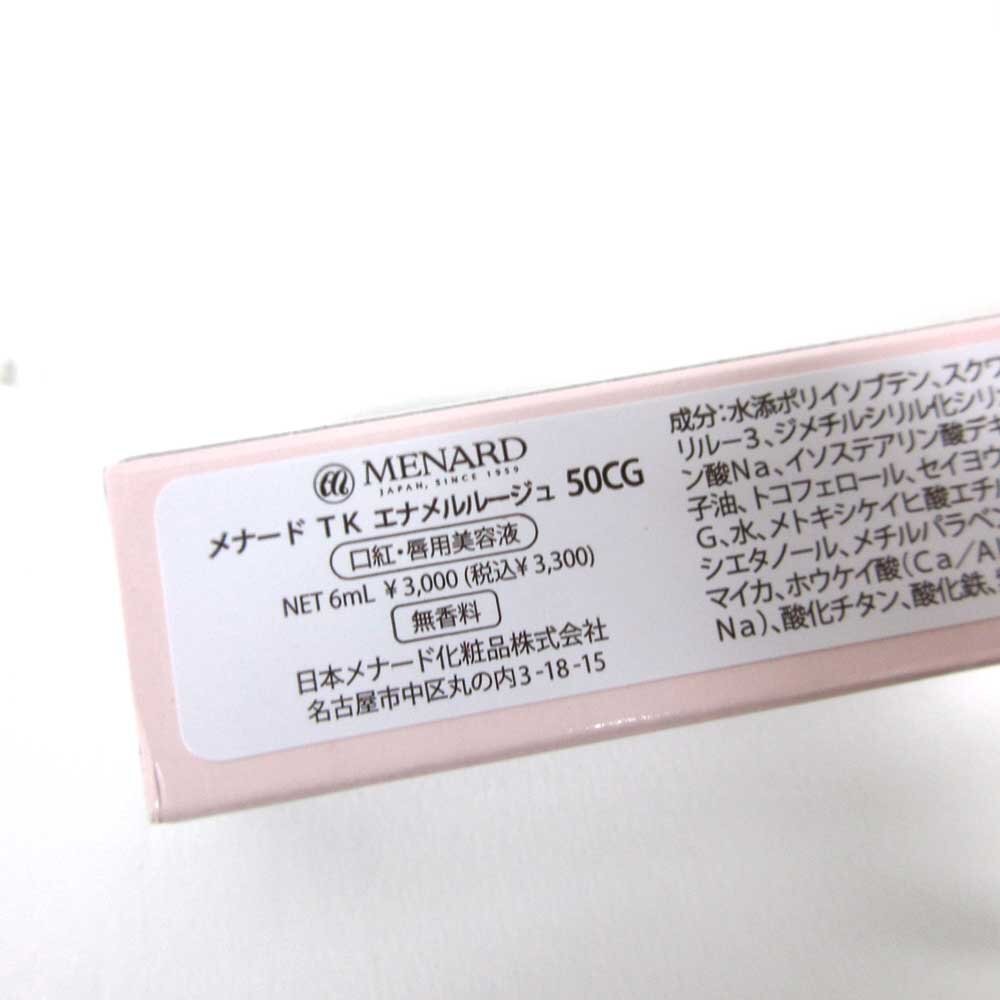 MENARD
JAPAN, SINCE 1959
メナード TK エナメルルージュ 50CG
口紅・唇用美容液
NET 6mL ¥3,000 (税込¥3,300)
無香料
日本メナード化粧品株式会社
名古屋市中区丸の内3-18-15
成分：水添ポリイソブテン、スクワ
リル－3、ジメチルシリル化シリ
ン酸Na、イソステアリン酸デキ
子油、トコフェロール、セイヨウ
G、水、メトキシケイヒ酸エチル
シエタノール、メチルパラベン
マイカ、ホウケイ酸（Ca／Al
Na）、酸化チタン、酸化鉄、